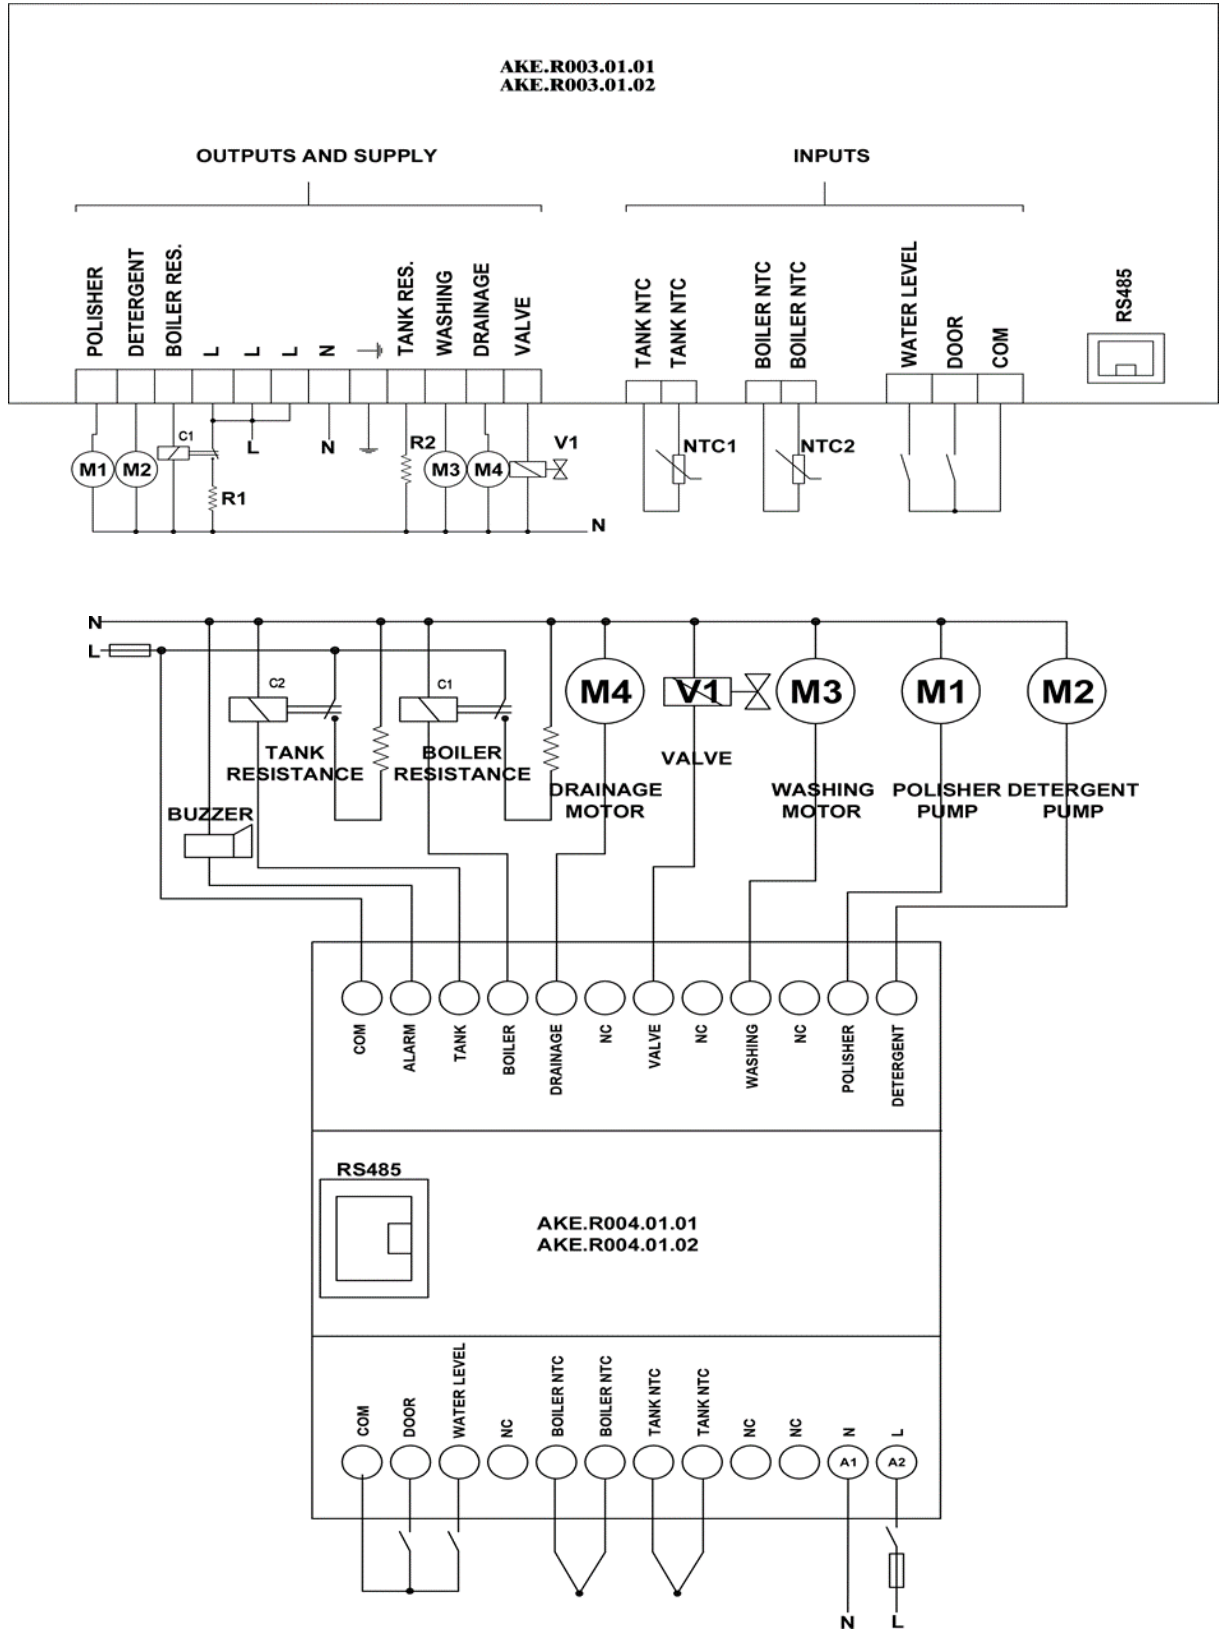 AKE.R003.01.01
AKE.R003.01.02
OUTPUTS AND SUPPLY
INPUTS
POLISHER
DETERGENT
BOILER RES.
L
L
L
N
TANK RES.
WASHING
DRAINAGE
VALVE
TANK NTC
TANK NTC
BOILER NTC
BOILER NTC
WATER LEVEL
DOOR
COM
RS485
M1
M2
C1
R1
L
N
R2
M3
M4
V1
NTC1
NTC2
N
N
L
C2
C1
M4
V1
M3
M1
M2
TANK
RESISTANCE
BOILER
RESISTANCE
DRAINAGE
MOTOR
VALVE
WASHING
MOTOR
POLISHER
PUMP
DETERGENT
PUMP
BUZZER
COM
ALARM
TANK
BOILER
DRAINAGE
NC
VALVE
NC
WASHING
NC
POLISHER
DETERGENT
RS485
AKE.R004.01.01
AKE.R004.01.02
COM
DOOR
WATER LEVEL
NC
BOILER NTC
BOILER NTC
TANK NTC
TANK NTC
NC
NC
N
L
A1
A2
N
L